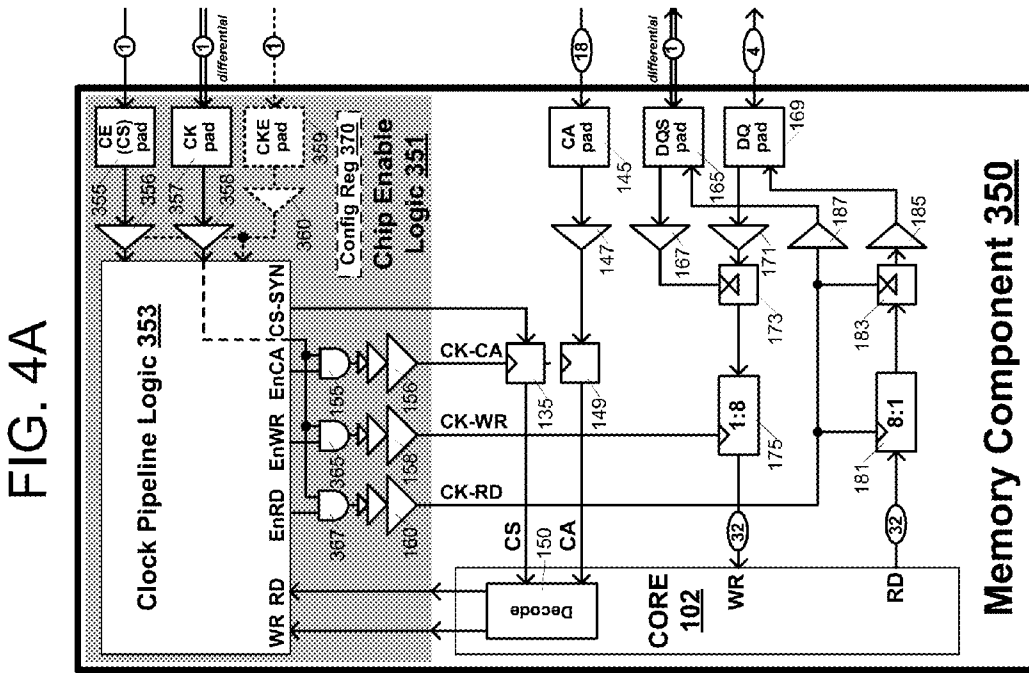 FIG. 4A
1
1
differential
1
18
differential
1
4
CE
(CS)
pad
CK
pad
CKE
pad
CA
pad
DQS
pad
DQ
pad
355
356
357
358
359
360
145
165
169
Config Reg 370
Chip Enable
Logic 351
147
167
171
187
185
173
183
Clock Pipeline Logic 353
CS-SYN
EnCA
EnWR
EnRD
RD
WR
155
365
367
156
158
160
CK-CA
CK-WR
CK-RD
135
149
1:8
175
8:1
181
CS
CA
150
Decode
32
32
CORE
102
WR
RD
Memory Component 350